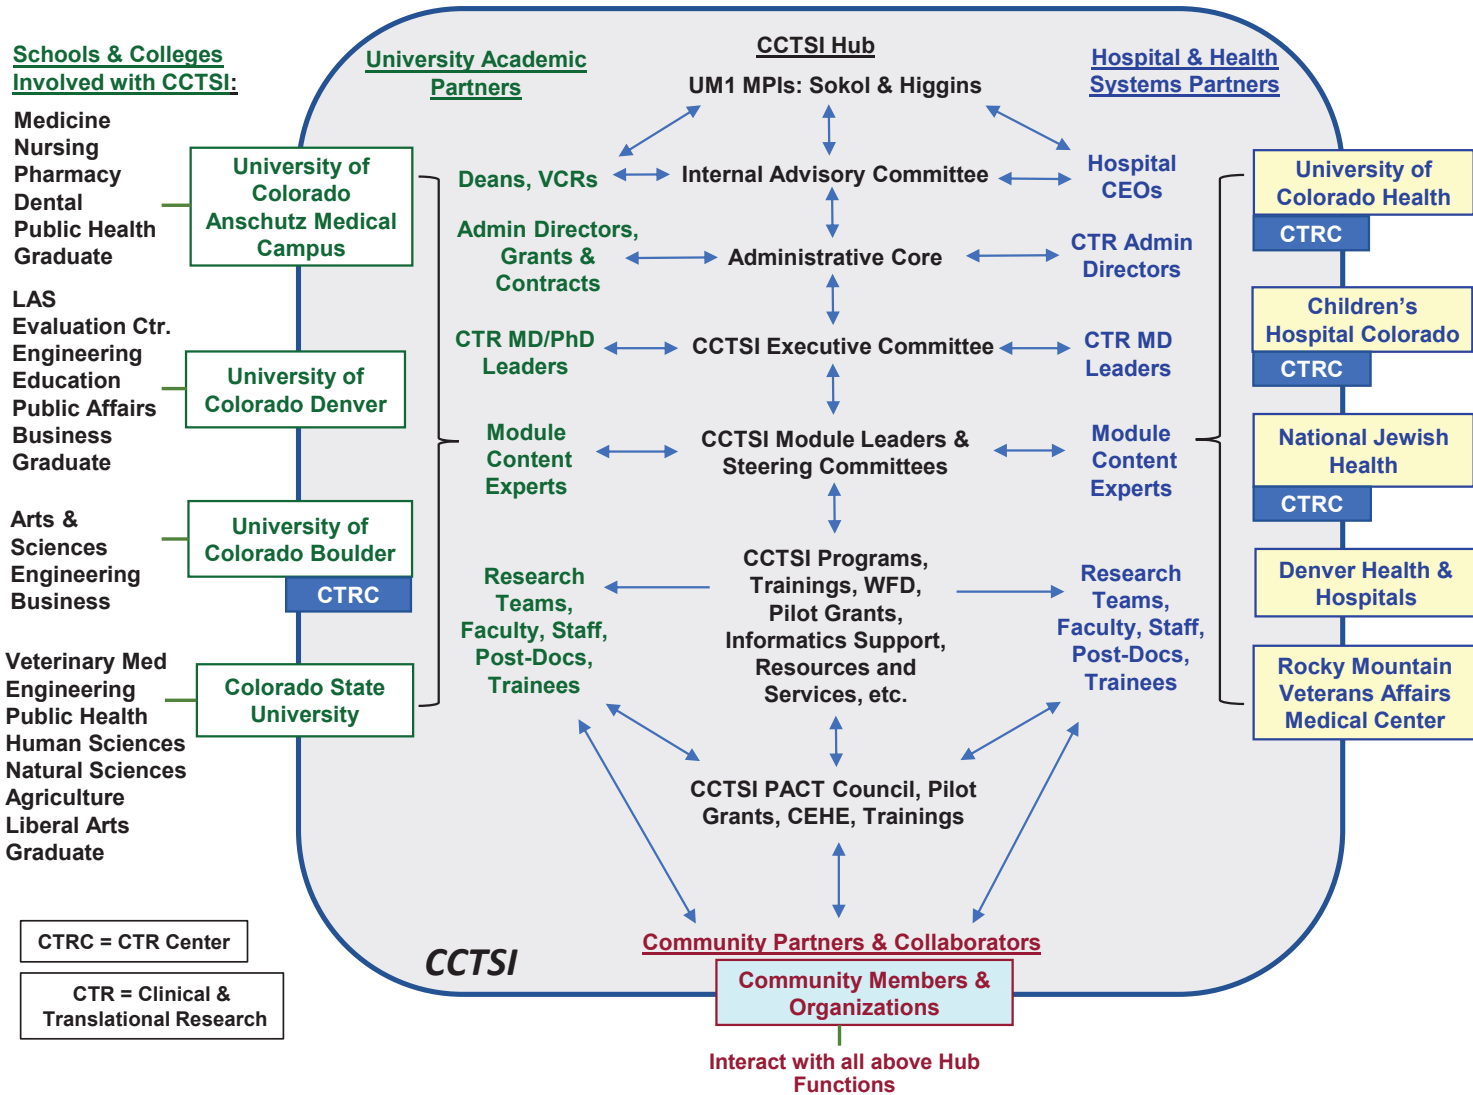 Schools & Colleges
Involved with CCTSI:
Medicine
Nursing
Pharmacy
Dental
Public Health
Graduate
LAS
Evaluation Ctr.
Engineering
Education
Public Affairs
Business
Graduate
Arts &
Sciences
Engineering
Business
Veterinary Med
Engineering
Public Health
Human Sciences
Natural Sciences
Agriculture
Liberal Arts
Graduate
CTRC = CTR Center
CTR = Clinical &
Translational Research
University of
Colorado
Anschutz Medical
Campus
University of
Colorado Denver
University of
Colorado Boulder
CTRC
Colorado State
University
University Academic
Partners
Deans, VCRs
Admin Directors,
Grants &
Contracts
CTR MD/PhD
Leaders
Module
Content
Experts
Research
Teams,
Faculty, Staff,
Post-Docs,
Trainees
CCTSI Hub
UM1 MPIs: Sokol & Higgins
Internal Advisory Committee
Administrative Core
CCTSI Executive Committee
CCTSI Module Leaders &
Steering Committees
CCTSI Programs,
Trainings, WFD,
Pilot Grants,
Informatics Support,
Resources and
Services, etc.
CCTSI PACT Council, Pilot
Grants, CEHE, Trainings
Hospital & Health
Systems Partners
Hospital
CEOs
CTR Admin
Directors
CTR MD
Leaders
Module
Content
Experts
Research
Teams,
Faculty, Staff,
Post-Docs,
Trainees
University of
Colorado Health
CTRC
Children's
Hospital Colorado
CTRC
National Jewish
Health
CTRC
Denver Health &
Hospitals
Rocky Mountain
Veterans Affairs
Medical Center
CCTSI
Community Partners & Collaborators
Community Members &
Organizations
Interact with all above Hub
Functions